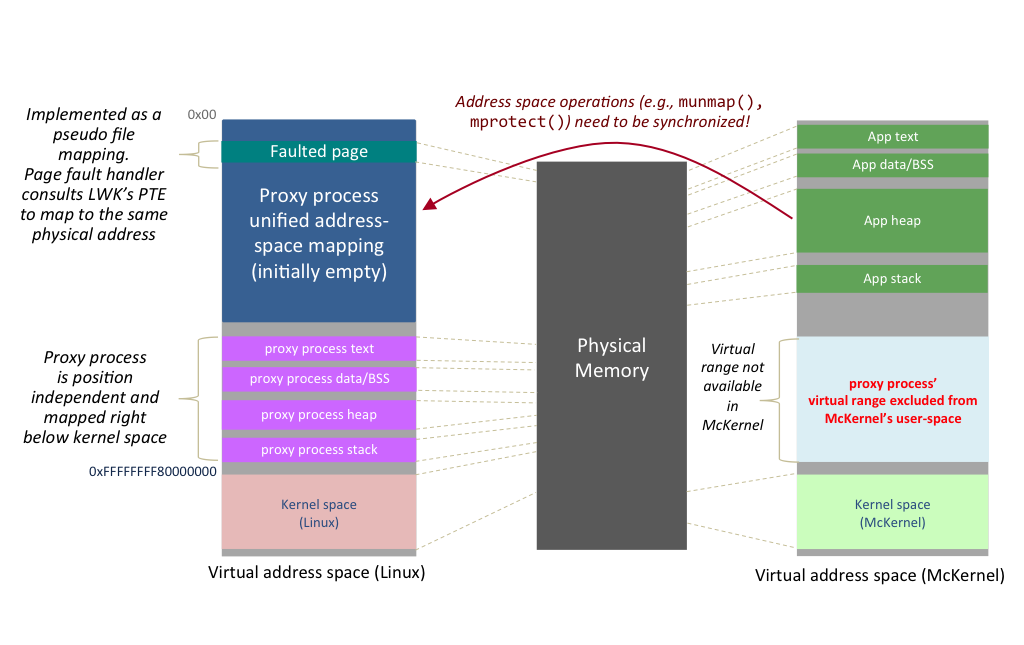 Address space operations (e.g., munmap(),
mprotect()) need to be synchronized!
Implemented as a
pseudo file
mapping.
Page fault handler
consults LWK’s PTE
to map to the same
physical address
0x00
Faulted page
Proxy process
unified address-
space mapping
(initially empty)
Proxy process
is position
independent and
mapped right
below kernel space
proxy process text
proxy process data/BSS
proxy process heap
proxy process stack
0xFFFFFFFF80000000
Kernel space
(Linux)
Virtual address space (Linux)
Physical
Memory
App text
App data/BSS
App heap
App stack
Virtual
range not
available
in
McKernel
proxy process’
virtual range excluded from
McKernel’s user-space
Kernel space
(McKernel)
Virtual address space (McKernel)